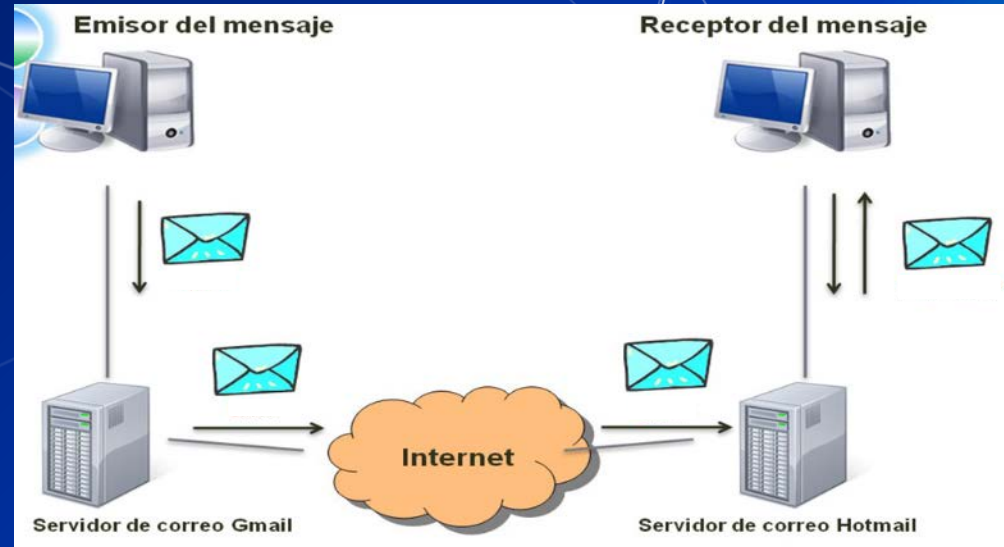 Emisor del mensaje
Receptor del mensaje
Internet
Servidor de correo Gmail
Servidor de correo Hotmail